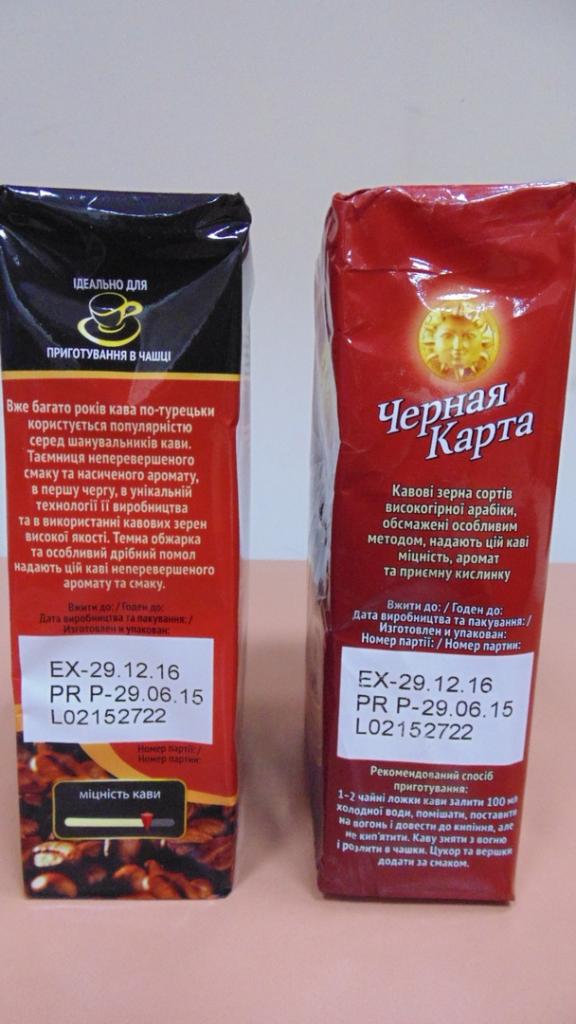 ІДЕАЛЬНО ДЛЯ
ПРИГОТУВАННЯ В ЧАШЦІ
Вже багато років кава по-турецьки
користується популярністю
серед шанувальників кави.
Таємниця неперевершеного
смаку та насиченого аромату,
в першу чергу, в унікальній
технології її виробництва
та в використанні кавових зерен
високої якості. Темна обжарка
та особливий дрібний помол
надають цій каві неперевершеного
аромату та смаку.
Вжити до: / Годен до:
Дата виробництва та пакування: /
Изготовлен и упакован:
EX-29.12.16
PR P-29.06.15
L02152722
Номер партії: /
Номер партии:
міцність кави
Черная
Карта
Кавові зерна сортів
високогірної арабіки,
обсмажені особливим
методом, надають цій каві
міцність, аромат
та приємну кислинку
Вжити до: / Годен до:
Дата виробництва та пакування: /
Изготовлен и упакован:
Номер партії: / Номер партии:
EX-29.12.16
PR P-29.06.15
L02152722
Рекомендований спосіб
приготування:
1-2 чайні ложки кави залити 100 мл
холодної води, помішати, поставити
на вогонь і довести до кипіння, але
не кип'ятити. Каву зняти з вогню
і розлити в чашки. Цукор та вершки
додати за смаком.